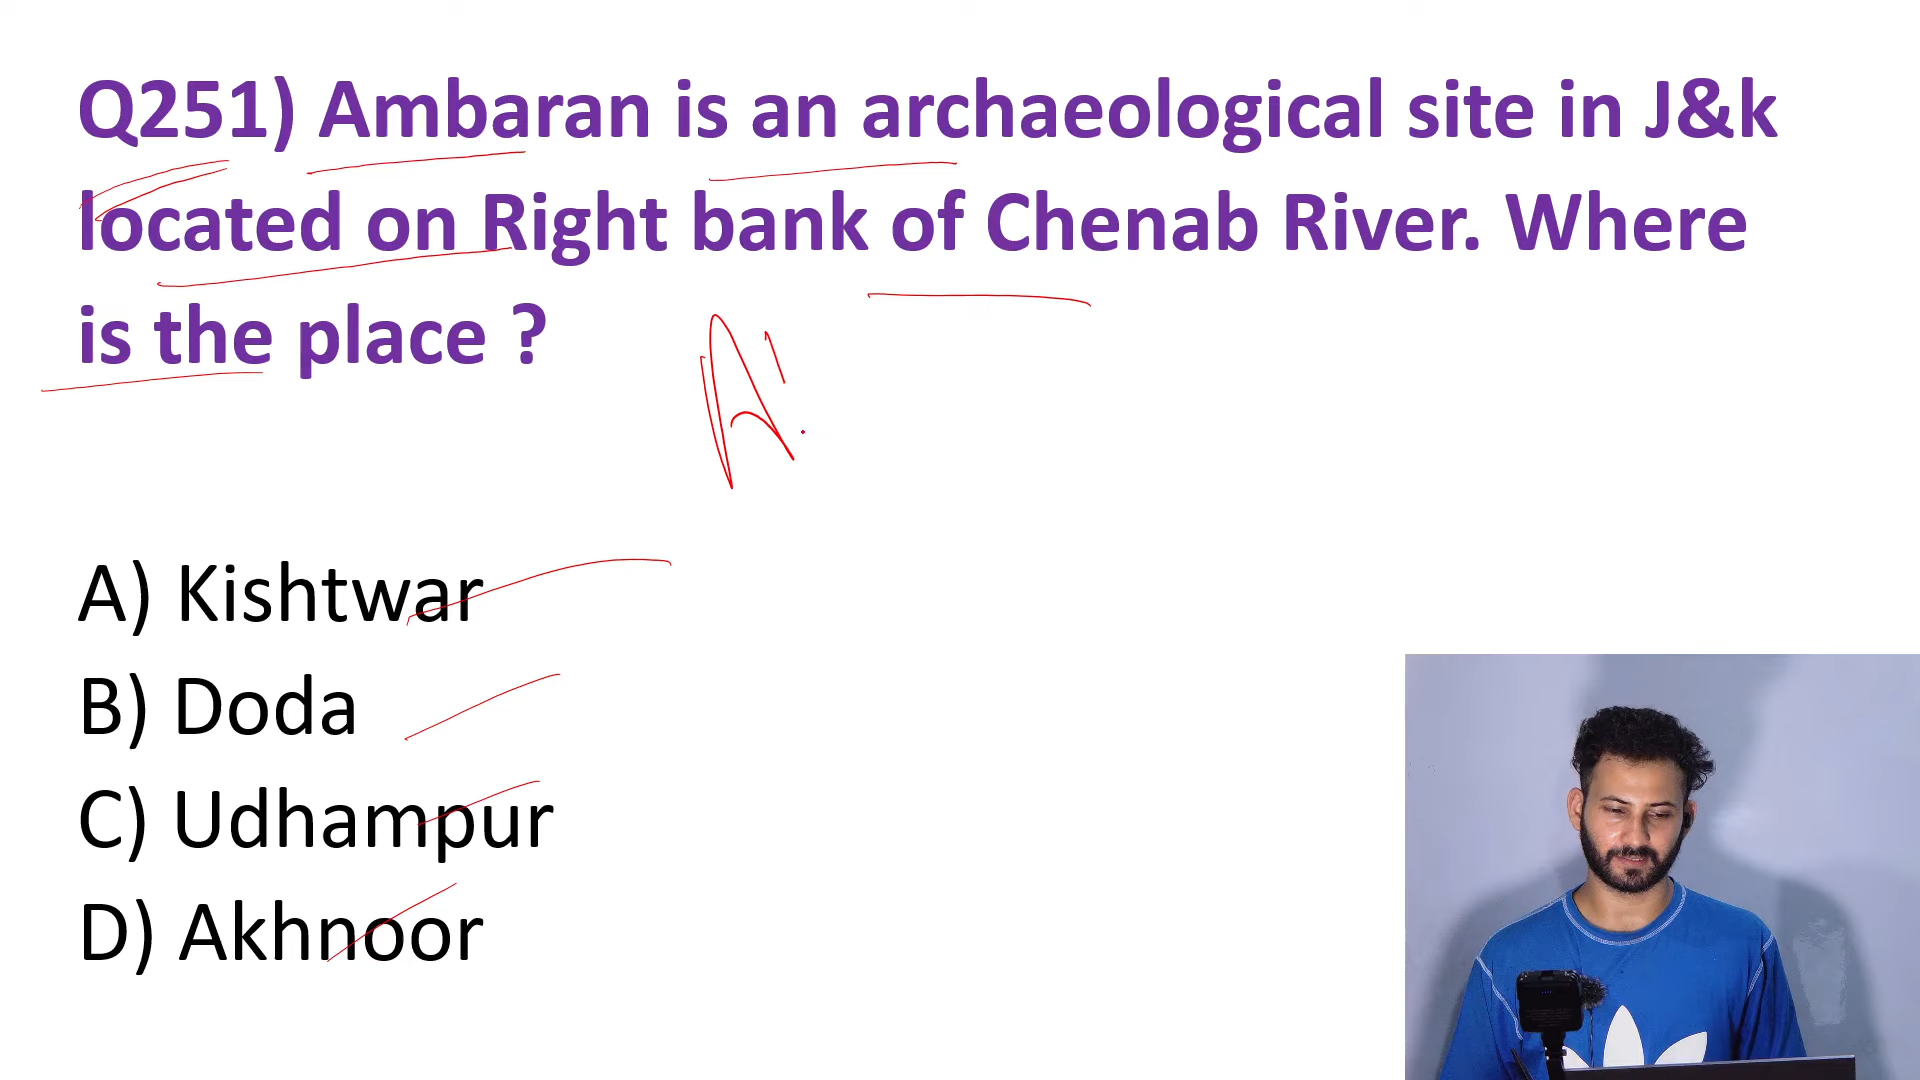 Q251) Ambaran is an archaeological site in J&k
located on Right bank of Chenab River. Where
is the place ?
A) Kishtwar
B) Doda
C) Udhampur
D) Akhnoor